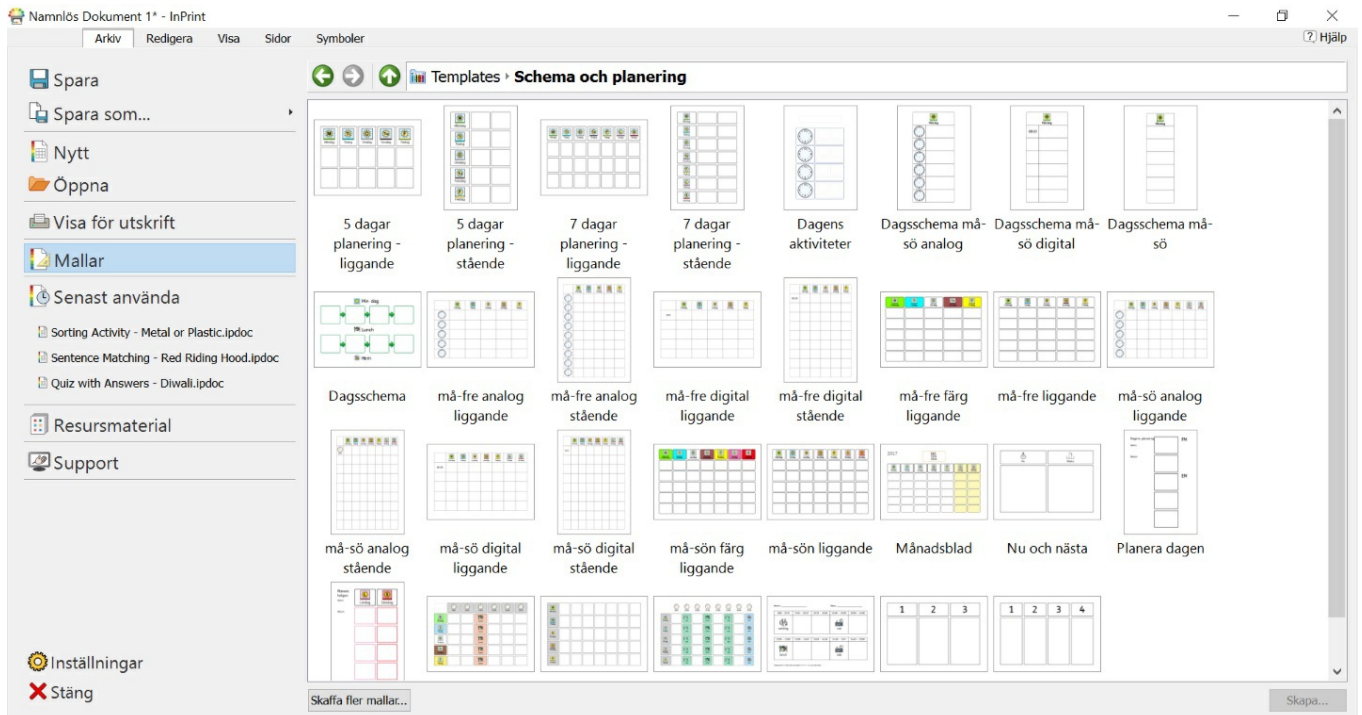 Namnlös Dokument 1* - InPrint
Arkiv Redigera Visa Sidor Symboler
? Hjälp
Spara
Spara som...
Nytt
Öppna
Visa för utskrift
Mallar
Senast använda
Sorting Activity - Metal or Plastic.ipdoc
Sentence Matching - Red Riding Hood.ipdoc
Quiz with Answers - Diwali.ipdoc
Resursmaterial
Support
Inställningar
Stäng
Templates › Schema och planering
5 dagar
planering -
liggande
5 dagar
planering -
stående
7 dagar
planering -
liggande
7 dagar
planering -
stående
Dagens
aktiviteter
Dagsschema må-
sö analog
Dagsschema må-
sö digital
Dagsschema må-
sö
Min dag
Lunch
Hem
Dagsschema
må-fre analog
liggande
må-fre analog
stående
må-fre digital
liggande
må-fre digital
stående
må-fre färg
liggande
må-fre liggande
må-sö analog
liggande
2017
EM
må-sö analog
stående
må-sö digital
liggande
må-sö digital
stående
må-sön färg
liggande
må-sön liggande
Månadsblad
Nu och nästa
Planera dagen
1 2 3
1 2 3 4
Skaffa fler mallar...
Skapa...